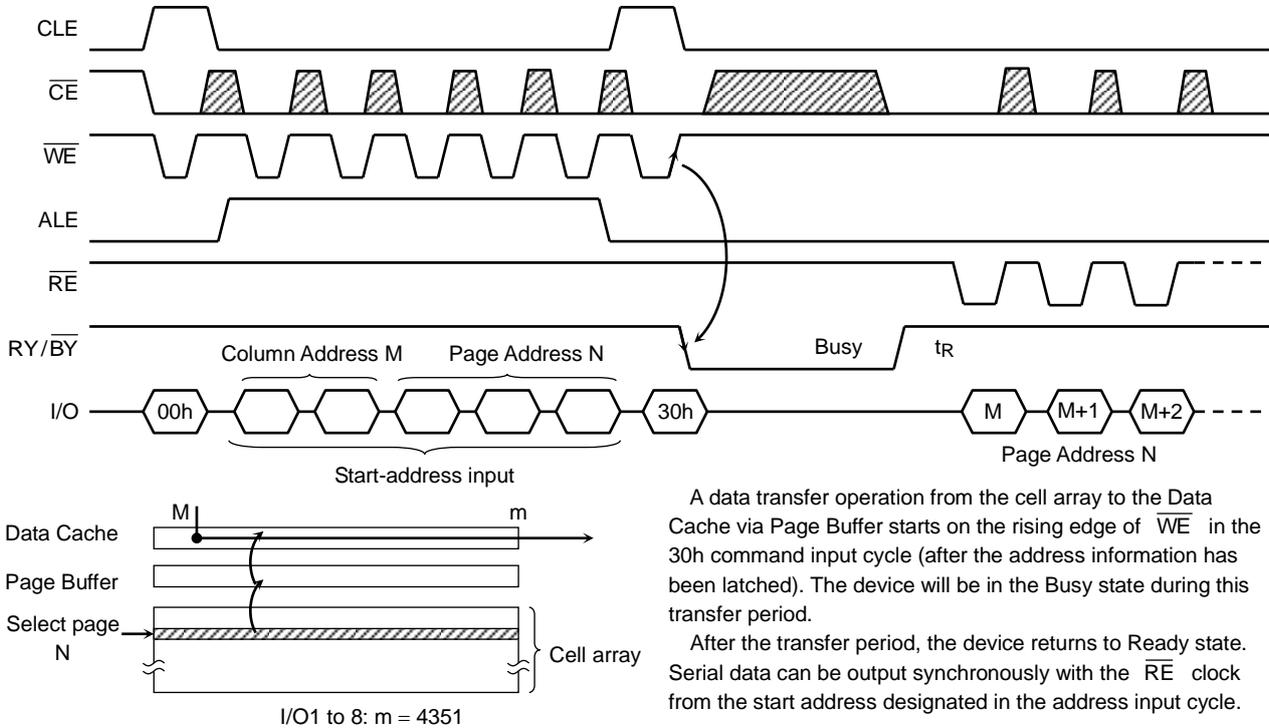 CLE
CE
WE
ALE
RE
RY/BY
Busy
tR
Column Address M
Page Address N
I/O
00h
30h
M
M+1
M+2
Start-address input
Page Address N
M
m
Data Cache
Page Buffer
Select page
N
Cell array
I/O1 to 8: m = 4351
A data transfer operation from the cell array to the Data
Cache via Page Buffer starts on the rising edge of WE in the
30h command input cycle (after the address information has
been latched). The device will be in the Busy state during this
transfer period.
After the transfer period, the device returns to Ready state.
Serial data can be output synchronously with the RE clock
from the start address designated in the address input cycle.